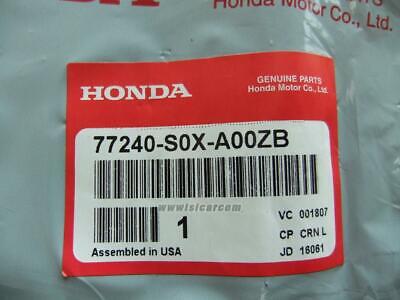 HONDA
Honda Motor Co., Ltd.
HONDA
GENUINE PARTS
Honda Motor Co., Ltd.
77240-S0X-A00ZB
www.isicar.com
1
VC 001807
CP CRN L
JD 16061
Assembled in USA